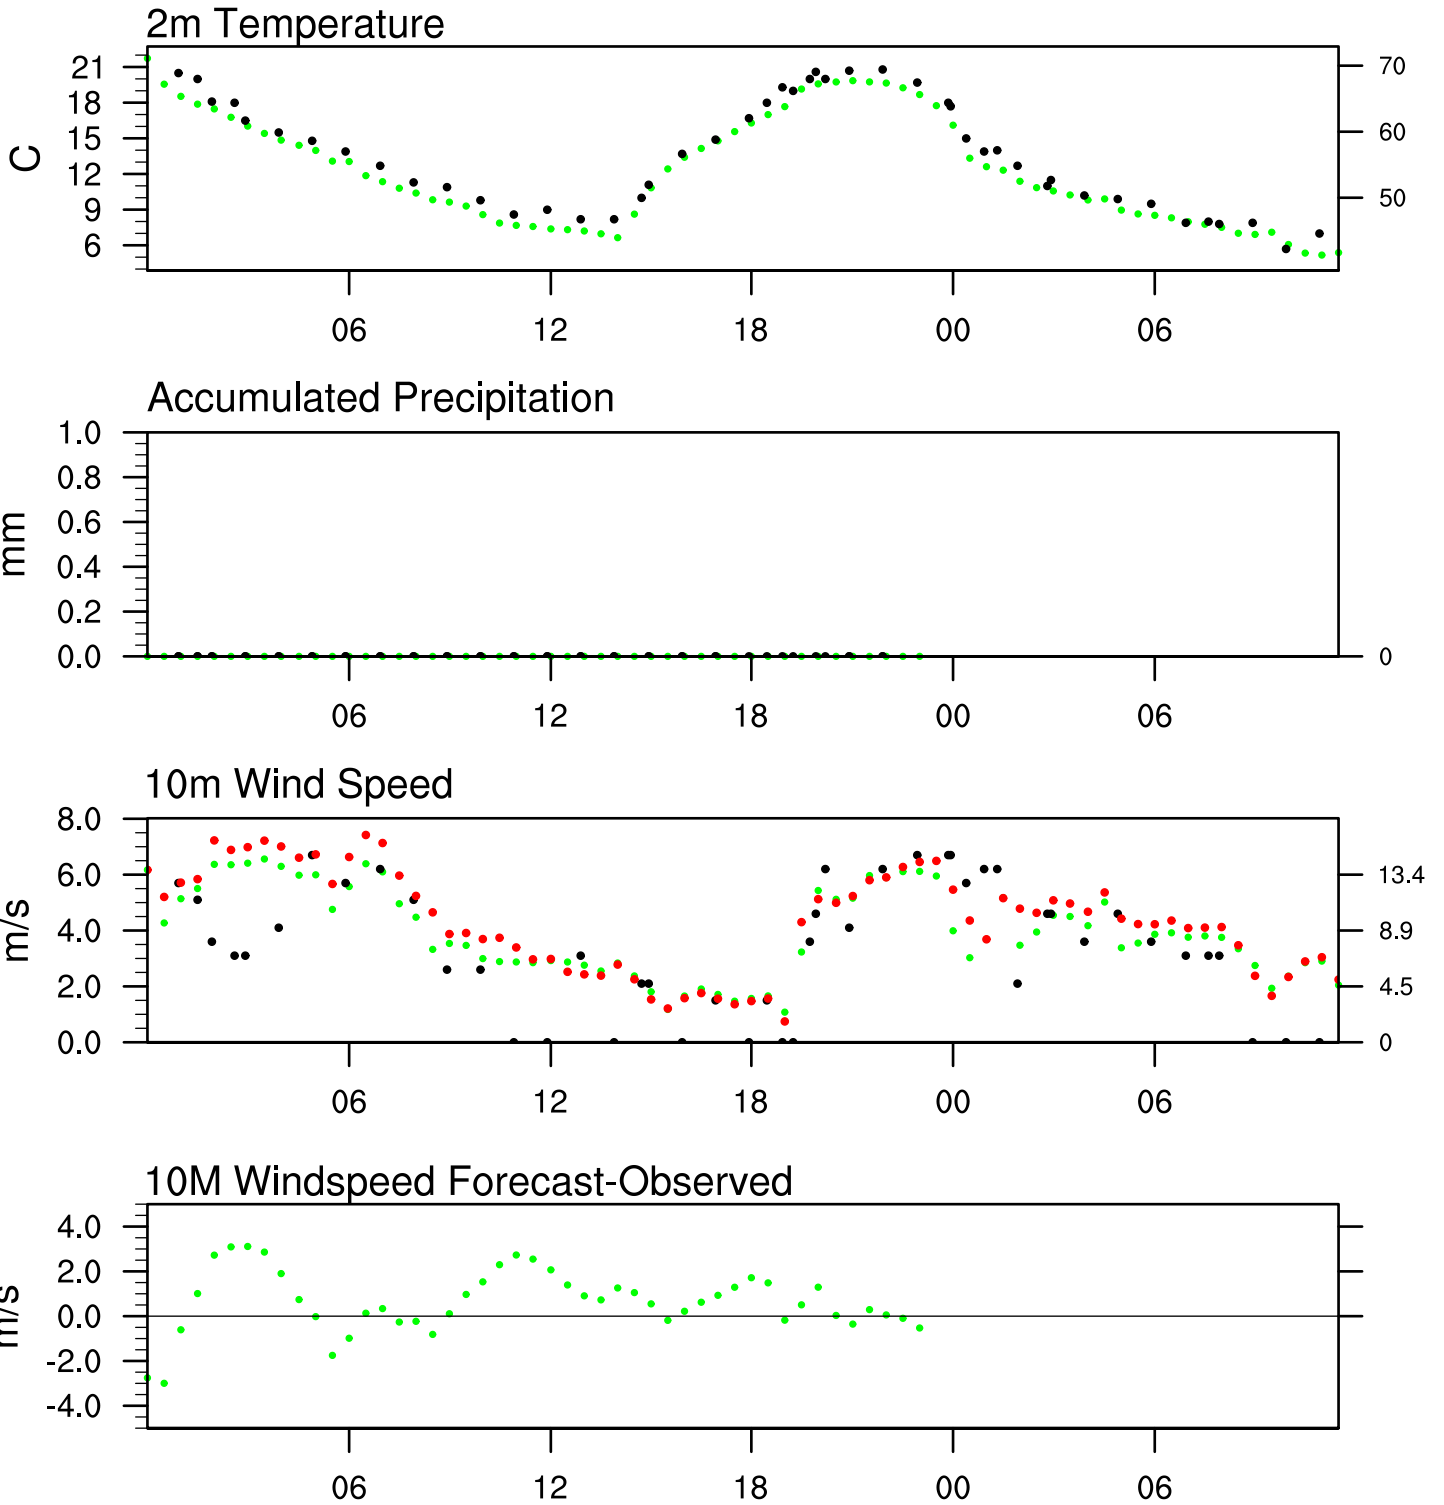 2m Temperature
21
18
15
12
9
6
C
70
60
50
06 12 18 00 06
Accumulated Precipitation
1.0
0.8
0.6
0.4
0.2
0.0
mm
0
06 12 18 00 06
10m Wind Speed
8.0
6.0
4.0
2.0
0.0
m/s
13.4
8.9
4.5
0
06 12 18 00 06
10M Windspeed Forecast-Observed
4.0
2.0
0.0
-2.0
-4.0
m/s
06 12 18 00 06